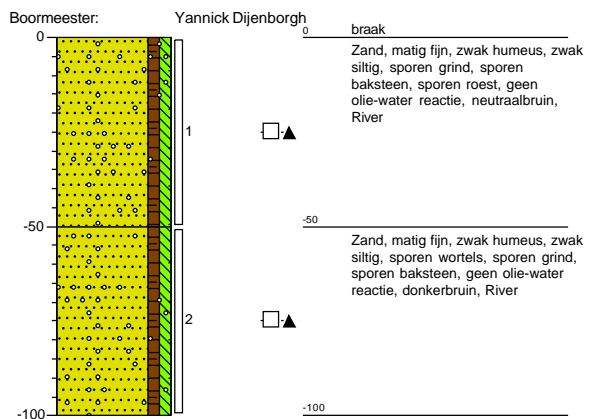 Boormeester: Yannick Dijenborgh
0 0 braak
Zand, matig fijn, zwak humeus, zwak
siltig, sporen grind, sporen
baksteen, sporen roest, geen
olie-water reactie, neutraalbruin,
River
1
-50 -50
Zand, matig fijn, zwak humeus, zwak
siltig, sporen wortels, sporen grind,
sporen baksteen, geen olie-water
reactie, donkerbruin, River
2
-100 -100